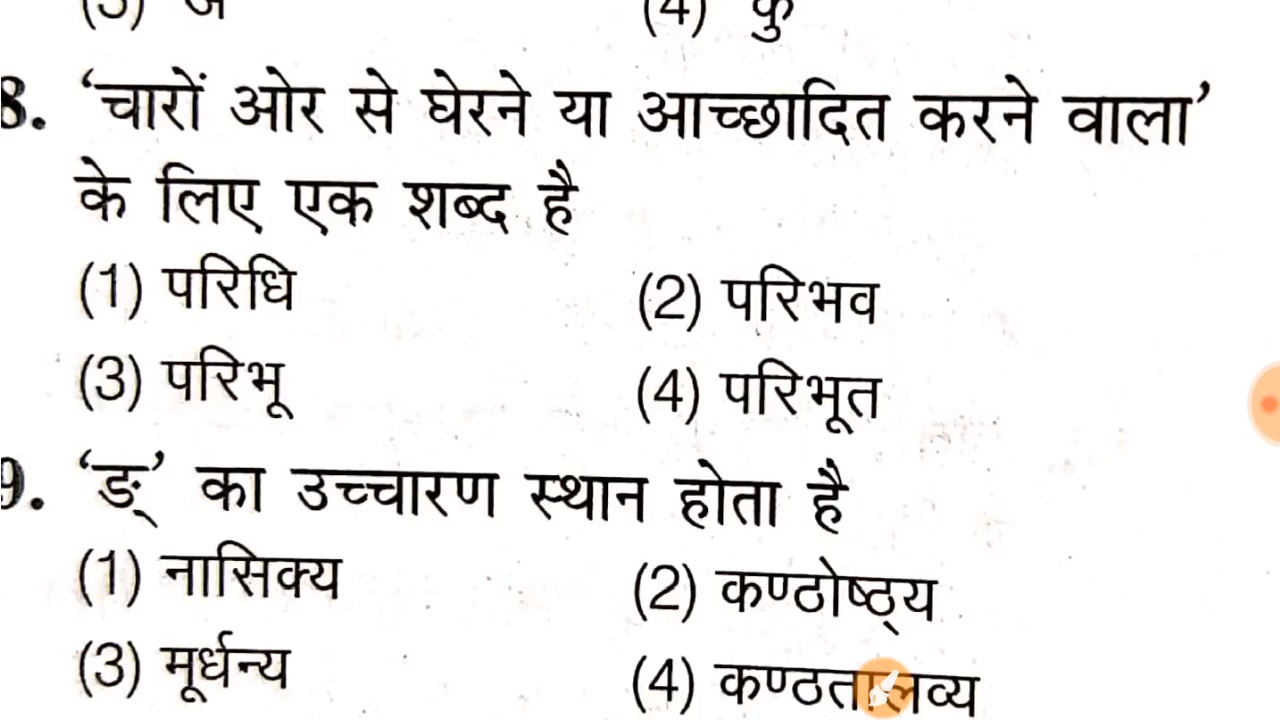 (4) कु
8. ‘चारों ओर से घेरने या आच्छादित करने वाला’
के लिए एक शब्द है
(1) परिधि (2) परिभव
(3) परिभू (4) परिभूत
9. ‘ङ्’ का उच्चारण स्थान होता है
(1) नासिक्य (2) कण्ठोष्ठ्य
(3) मूर्धन्य (4) कण्ठतालव्य